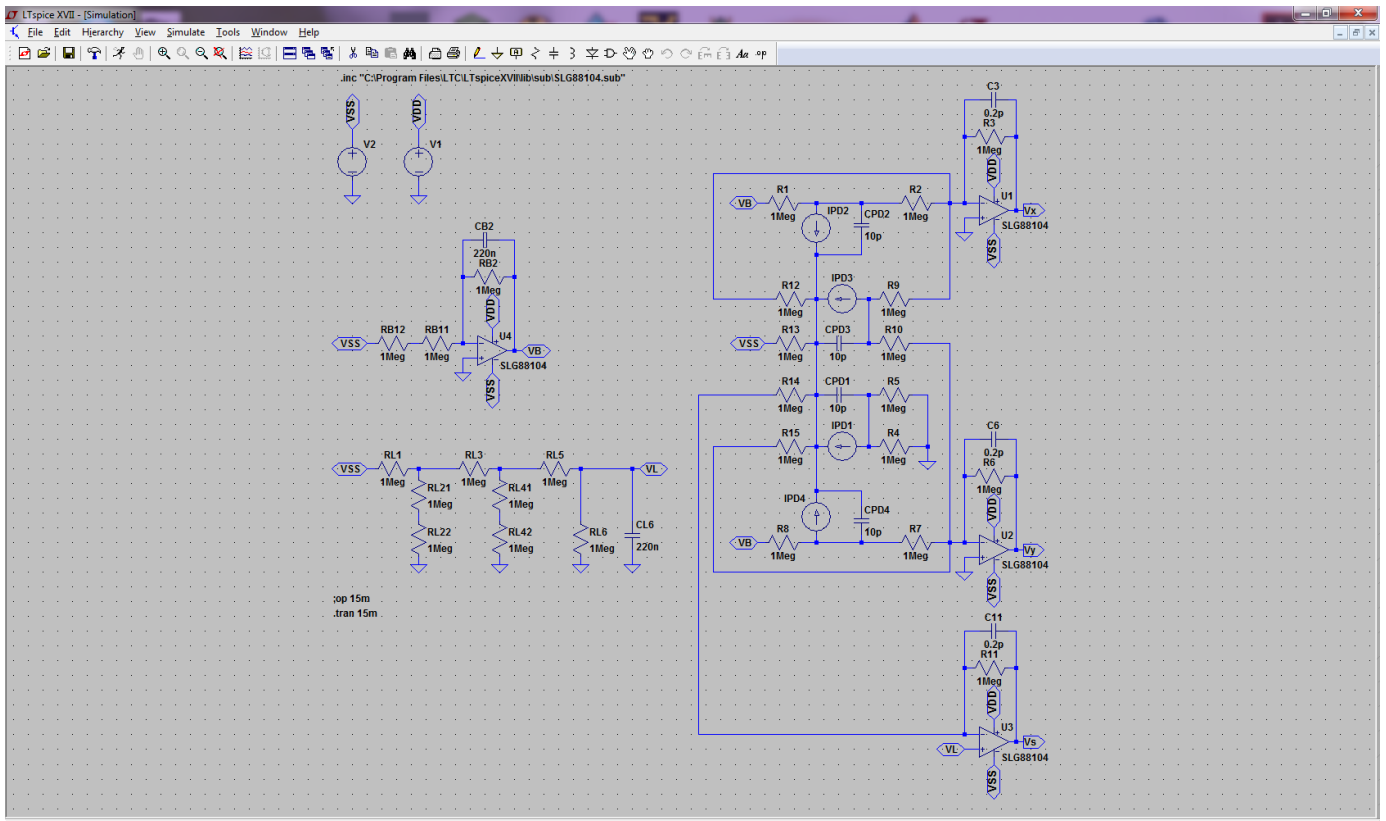 LTspice XVII - [Simulation]
File Edit Hierarchy View Simulate Tools Window Help
Aa .op
.inc "C:\Program Files\LTC\LTspiceXVII\lib\sub\SLG88104.sub"
VSS
VDD
V2
V1
CB2
220n
RB2
1Meg
VDD
U4
VSS
RB12
RB11
1Meg
1Meg
VB
SLG88104
VSS
VSS
RL1
RL3
RL5
VL
1Meg
1Meg
1Meg
RL21
1Meg
RL41
1Meg
RL22
1Meg
RL42
1Meg
RL6
1Meg
CL6
220n
;op 15m
.tran 15m
C3
0.2p
R3
1Meg
VDD
U1
Vx
SLG88104
VSS
VB
R1
1Meg
IPD2
CPD2
10p
R2
1Meg
R12
1Meg
IPD3
R9
1Meg
VSS
R13
1Meg
CPD3
10p
R10
1Meg
R14
1Meg
CPD1
10p
R5
1Meg
R15
1Meg
IPD1
R4
1Meg
IPD4
CPD4
10p
VB
R8
1Meg
R7
1Meg
C6
0.2p
R6
1Meg
VDD
U2
Vy
SLG88104
VSS
C11
0.2p
R11
1Meg
VDD
U3
VL
Vs
SLG88104
VSS